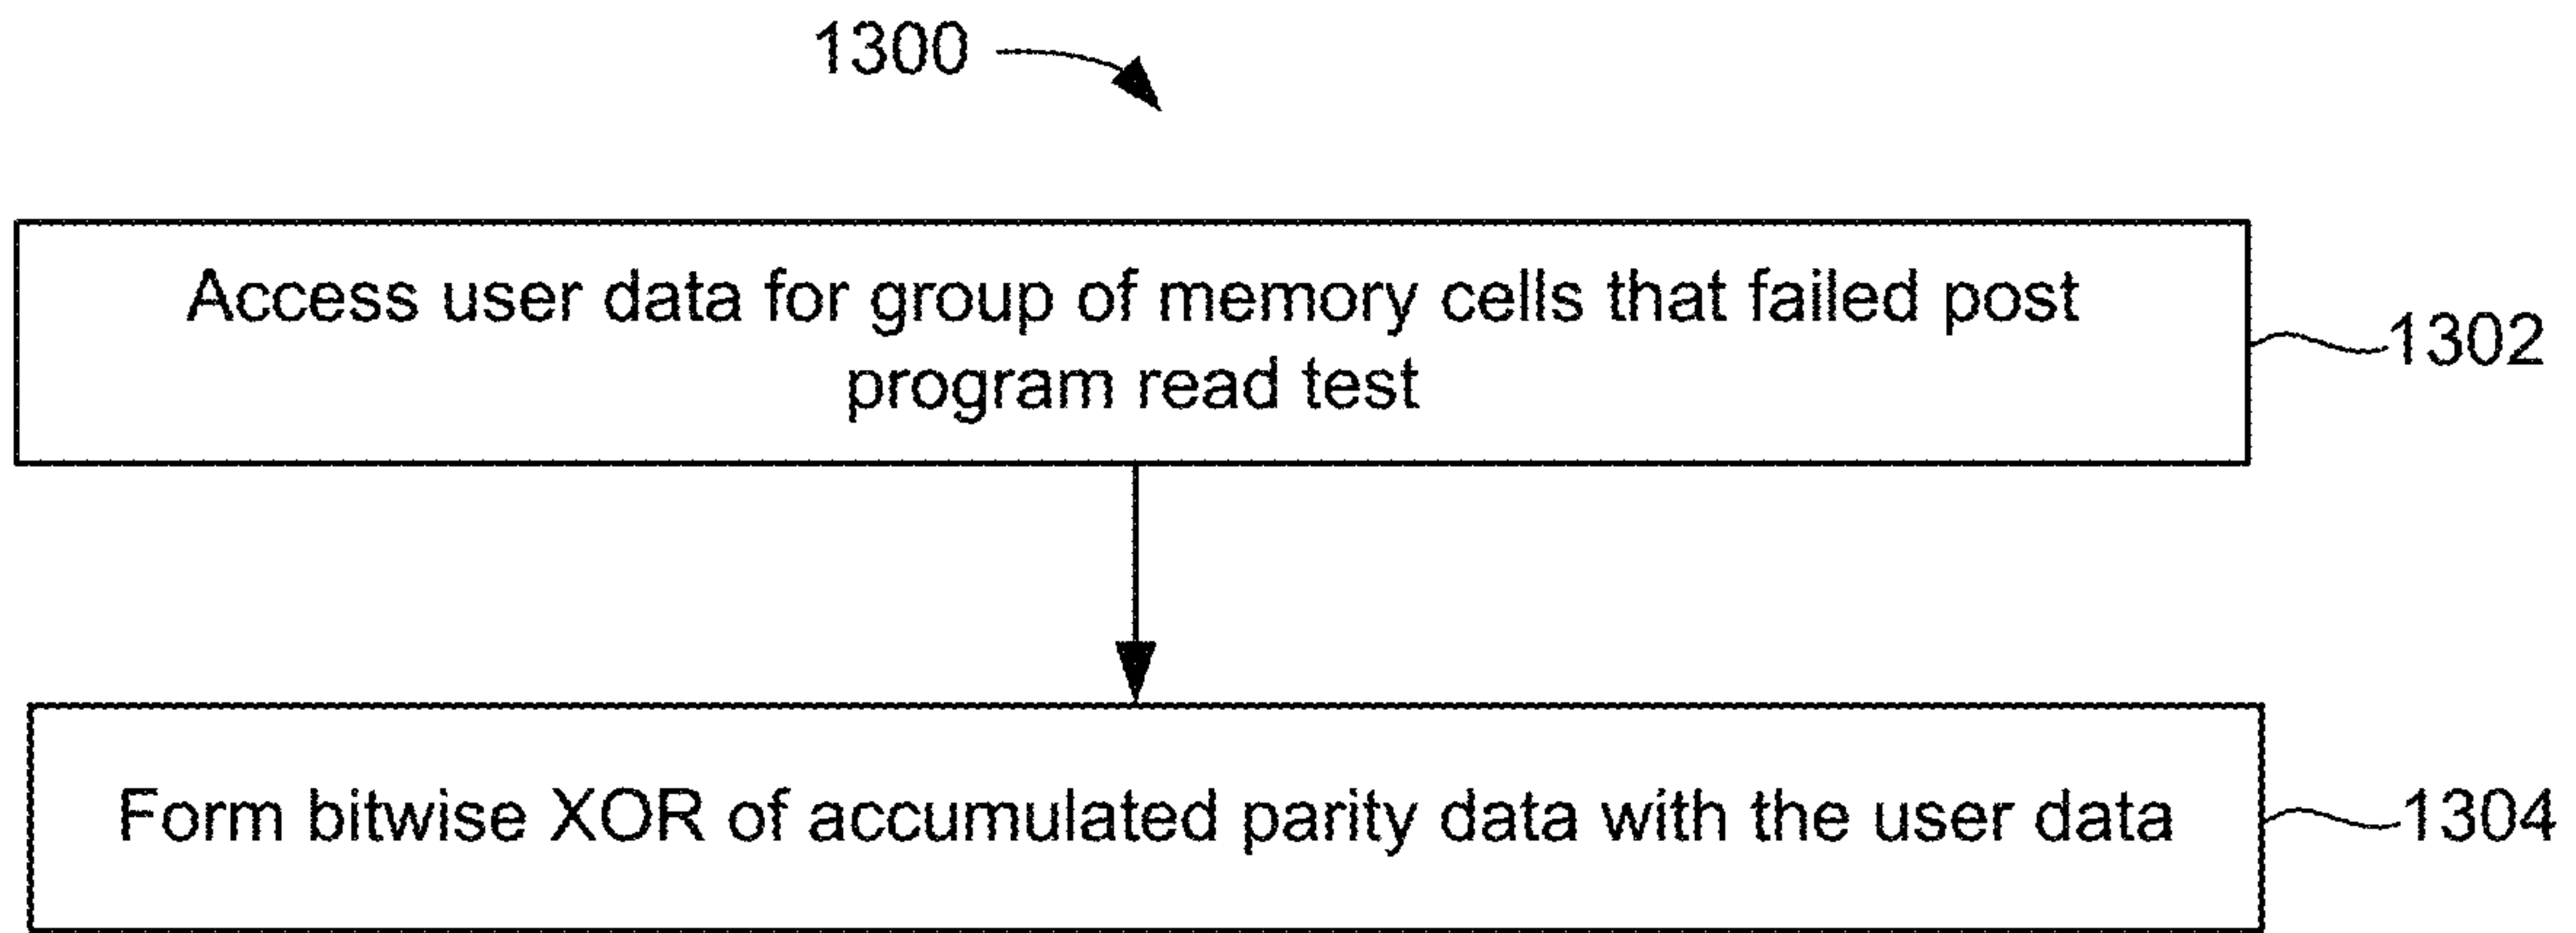 1300
Access user data for group of memory cells that failed post
program read test
1302
Form bitwise XOR of accumulated parity data with the user data
1304